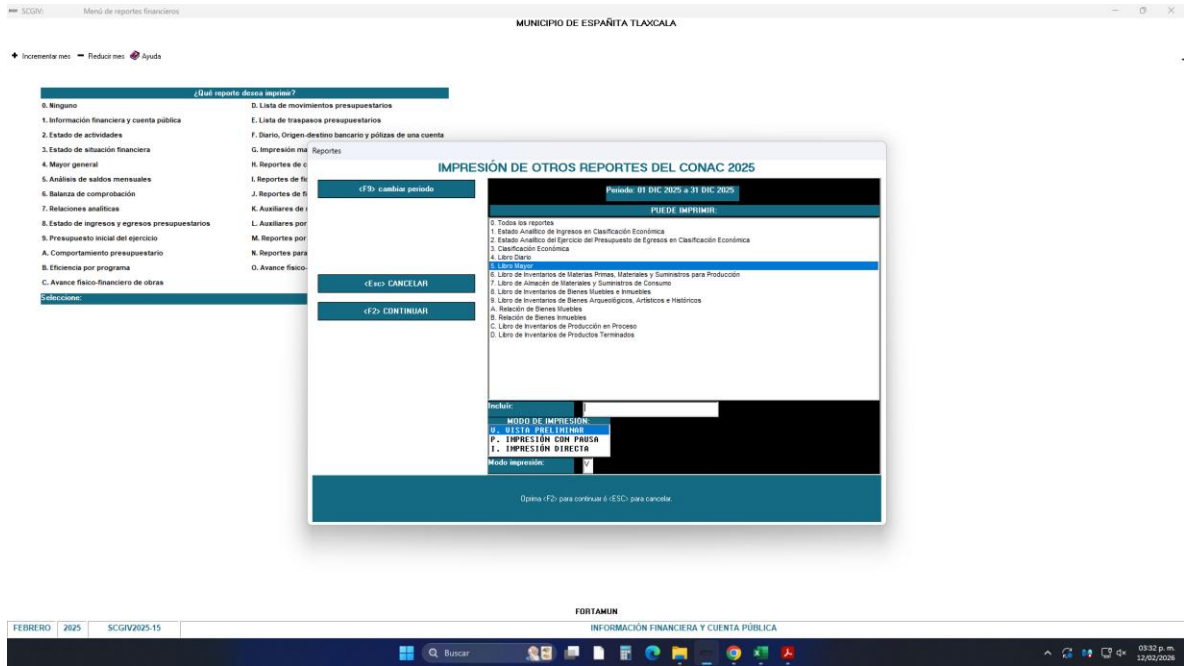 SCGIV: Menú de reportes financieros
MUNICIPIO DE ESPAÑITA TLAXCALA
+ Incrementar mes − Reducir mes Ayuda
¿Qué reporte desea imprimir?
0. Ninguno
1. Información financiera y cuenta pública
2. Estado de actividades
3. Estado de situación financiera
4. Mayor general
5. Análisis de saldos mensuales
6. Balanza de comprobación
7. Relaciones analíticas
8. Estado de ingresos y egresos presupuestarios
9. Presupuesto inicial del ejercicio
A. Comportamiento presupuestario
B. Eficiencia por programa
C. Avance físico-financiero de obras
D. Lista de movimientos presupuestarios
E. Lista de traspasos presupuestarios
F. Diario, Origen-destino bancario y pólizas de una cuenta
G. Impresión ma
H. Reportes de c
I. Reportes de fic
J. Reportes de fi
K. Auxiliares de
L. Auxiliares por
M. Reportes por
N. Reportes para
O. Avance físico-
Seleccione:
Reportes
IMPRESIÓN DE OTROS REPORTES DEL CONAC 2025
<F9> cambiar periodo
<Esc> CANCELAR
<F2> CONTINUAR
Periodo: 01 DIC 2025 a 31 DIC 2025
PUEDE IMPRIMIR:
0. Todos los reportes
1. Estado Analítico de Ingresos en Clasificación Económica
2. Estado Analítico del Ejercicio del Presupuesto de Egresos en Clasificación Económica
3. Clasificación Económica
4. Libro Diario
5. Libro Mayor
6. Libro de Inventarios de Materias Primas, Materiales y Suministros para Producción
7. Libro de Almacén de Materiales y Suministros de Consumo
8. Libro de Inventarios de Bienes Muebles e Inmuebles
9. Libro de Inventarios de Bienes Arqueológicos, Artísticos e Históricos
A. Relación de Bienes Muebles
B. Relación de Bienes Inmuebles
C. Libro de Inventarios de Producción en Proceso
D. Libro de Inventarios de Productos Terminados
Incluir:
MODO DE IMPRESIÓN:
V. VISTA PRELIMINAR
P. IMPRESIÓN CON PAUSA
I. IMPRESIÓN DIRECTA
Modo impresión: V
Oprima <F2> para continuar ó <ESC> para cancelar.
FORTAMUN
FEBRERO 2025 SCGIV2025-15 INFORMACIÓN FINANCIERA Y CUENTA PÚBLICA
Buscar
03:32 p. m.
12/02/2026